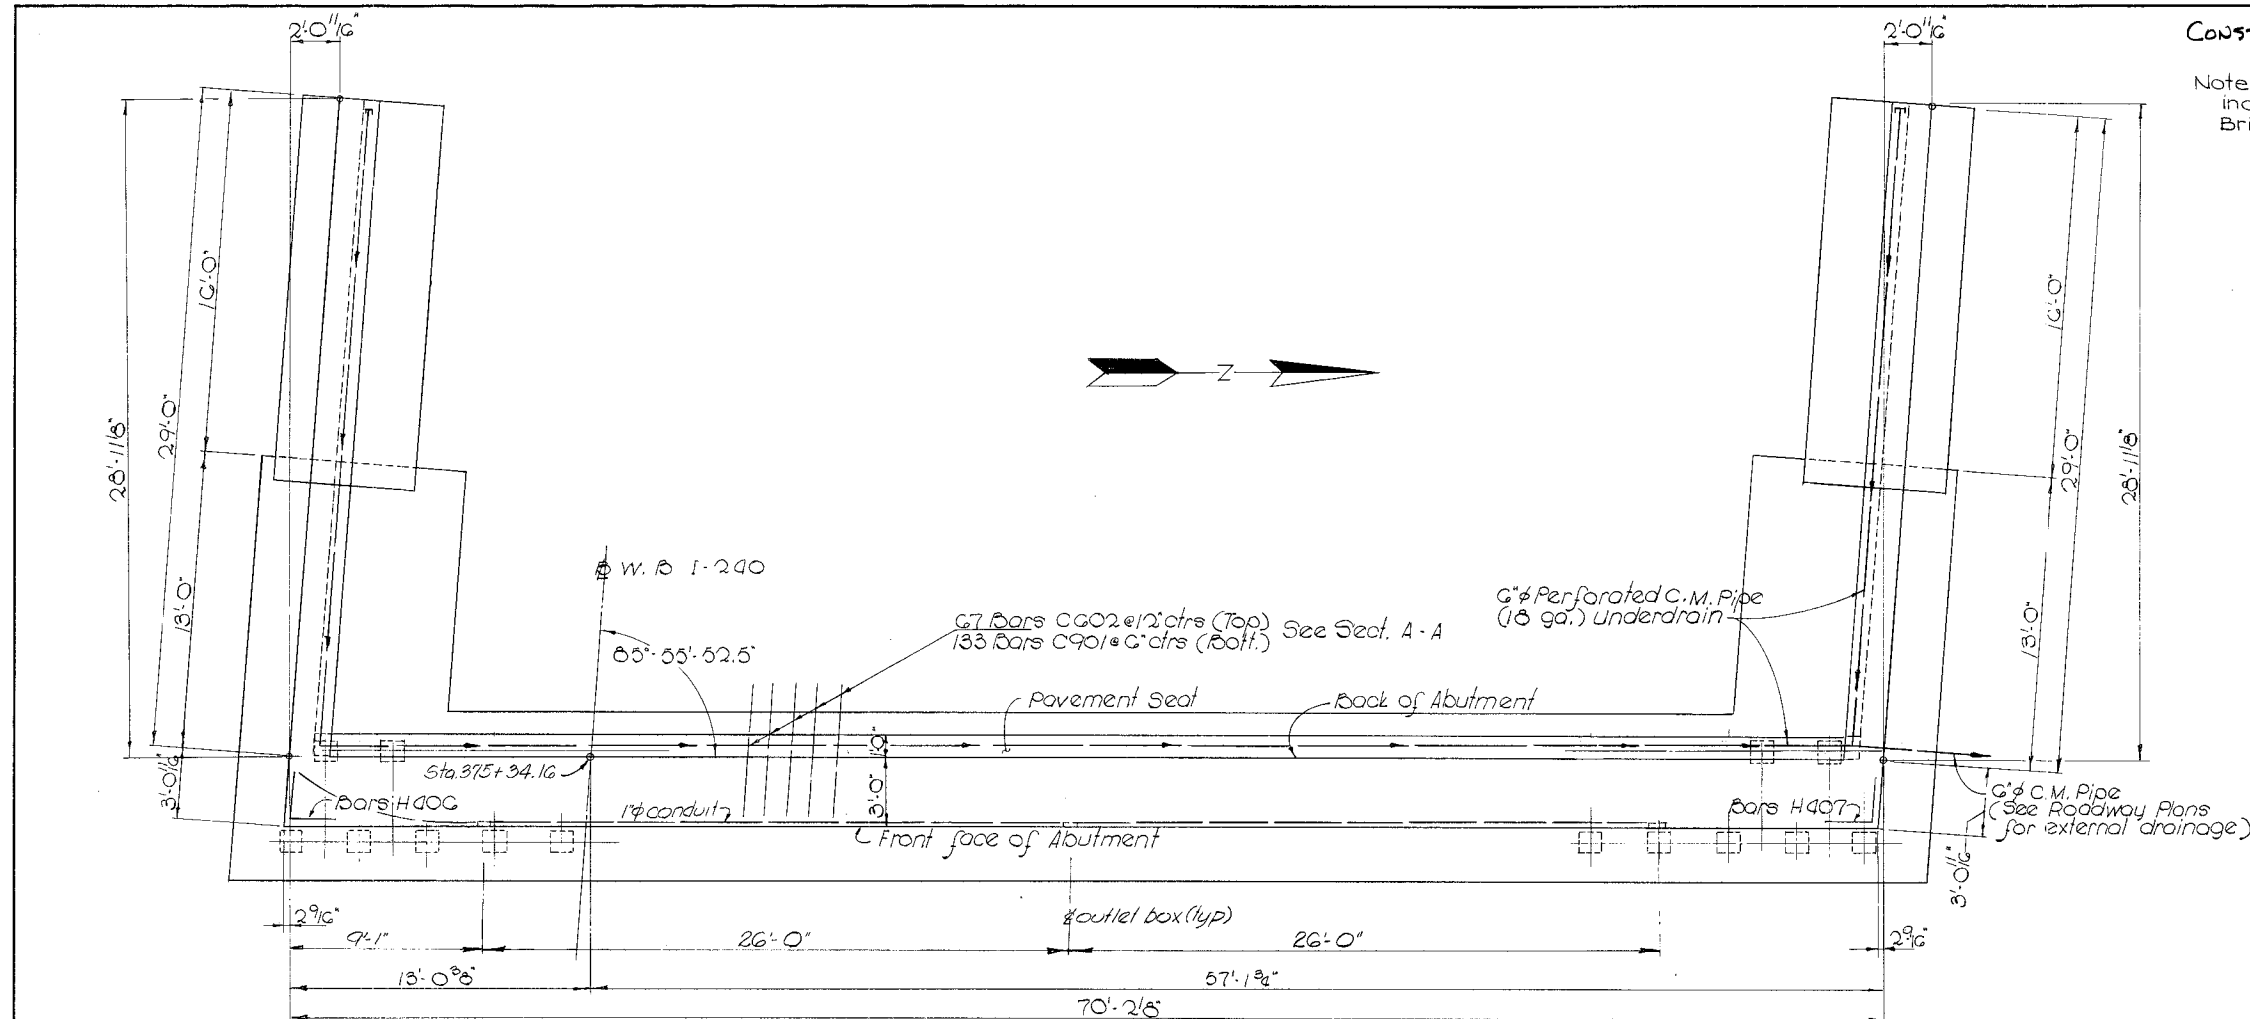 2'-0 11/16"
2'-0 11/16"
CONST
Note
inc
Bri
28'-11 1/8"
29'-0"
16'-0"
13'-0"
3'-0 11/16"
16'-0"
29'-0"
28'-11 1/8"
13'-0"
3'-0 11/16"
N
W. B I-240
85°-55'-52.5"
67 Bars C602 @ 12" ctrs (Top)
133 Bars C901 @ 6" ctrs (Bott.) See Sect. A-A
6"φ Perforated C.M. Pipe
(18 ga.) underdrain
Pavement Seat
Back of Abutment
Sta. 375+34.16
1'-0"
3'-0"
Bars H406
1"φ conduit
Front face of Abutment
Bars H407
6"φ C.M. Pipe
(See Roadway Plans
for external drainage)
2 9/16"
9'-1"
26'-0"
℄ outlet box (typ)
26'-0"
2 9/16"
13'-0 3/8"
57'-1 3/4"
70'-2 1/8"